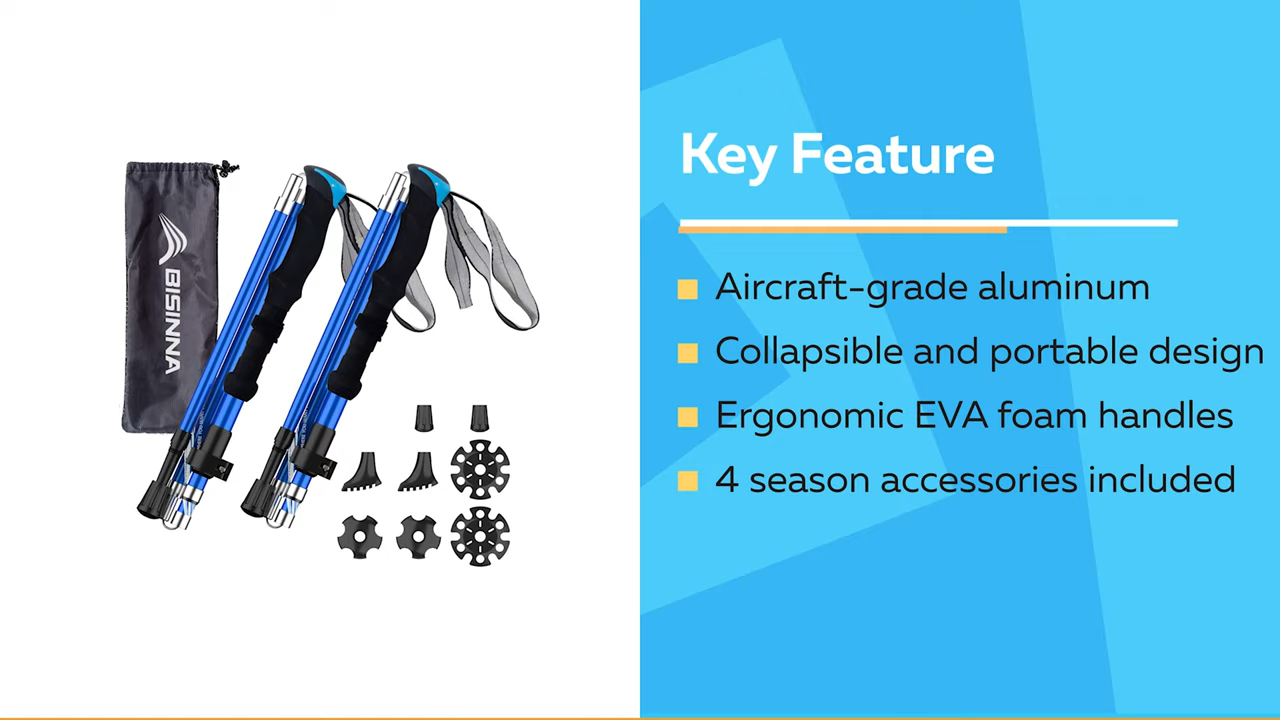 BISINNA
Key Feature
Aircraft-grade aluminum
Collapsible and portable design
Ergonomic EVA foam handles
4 season accessories included